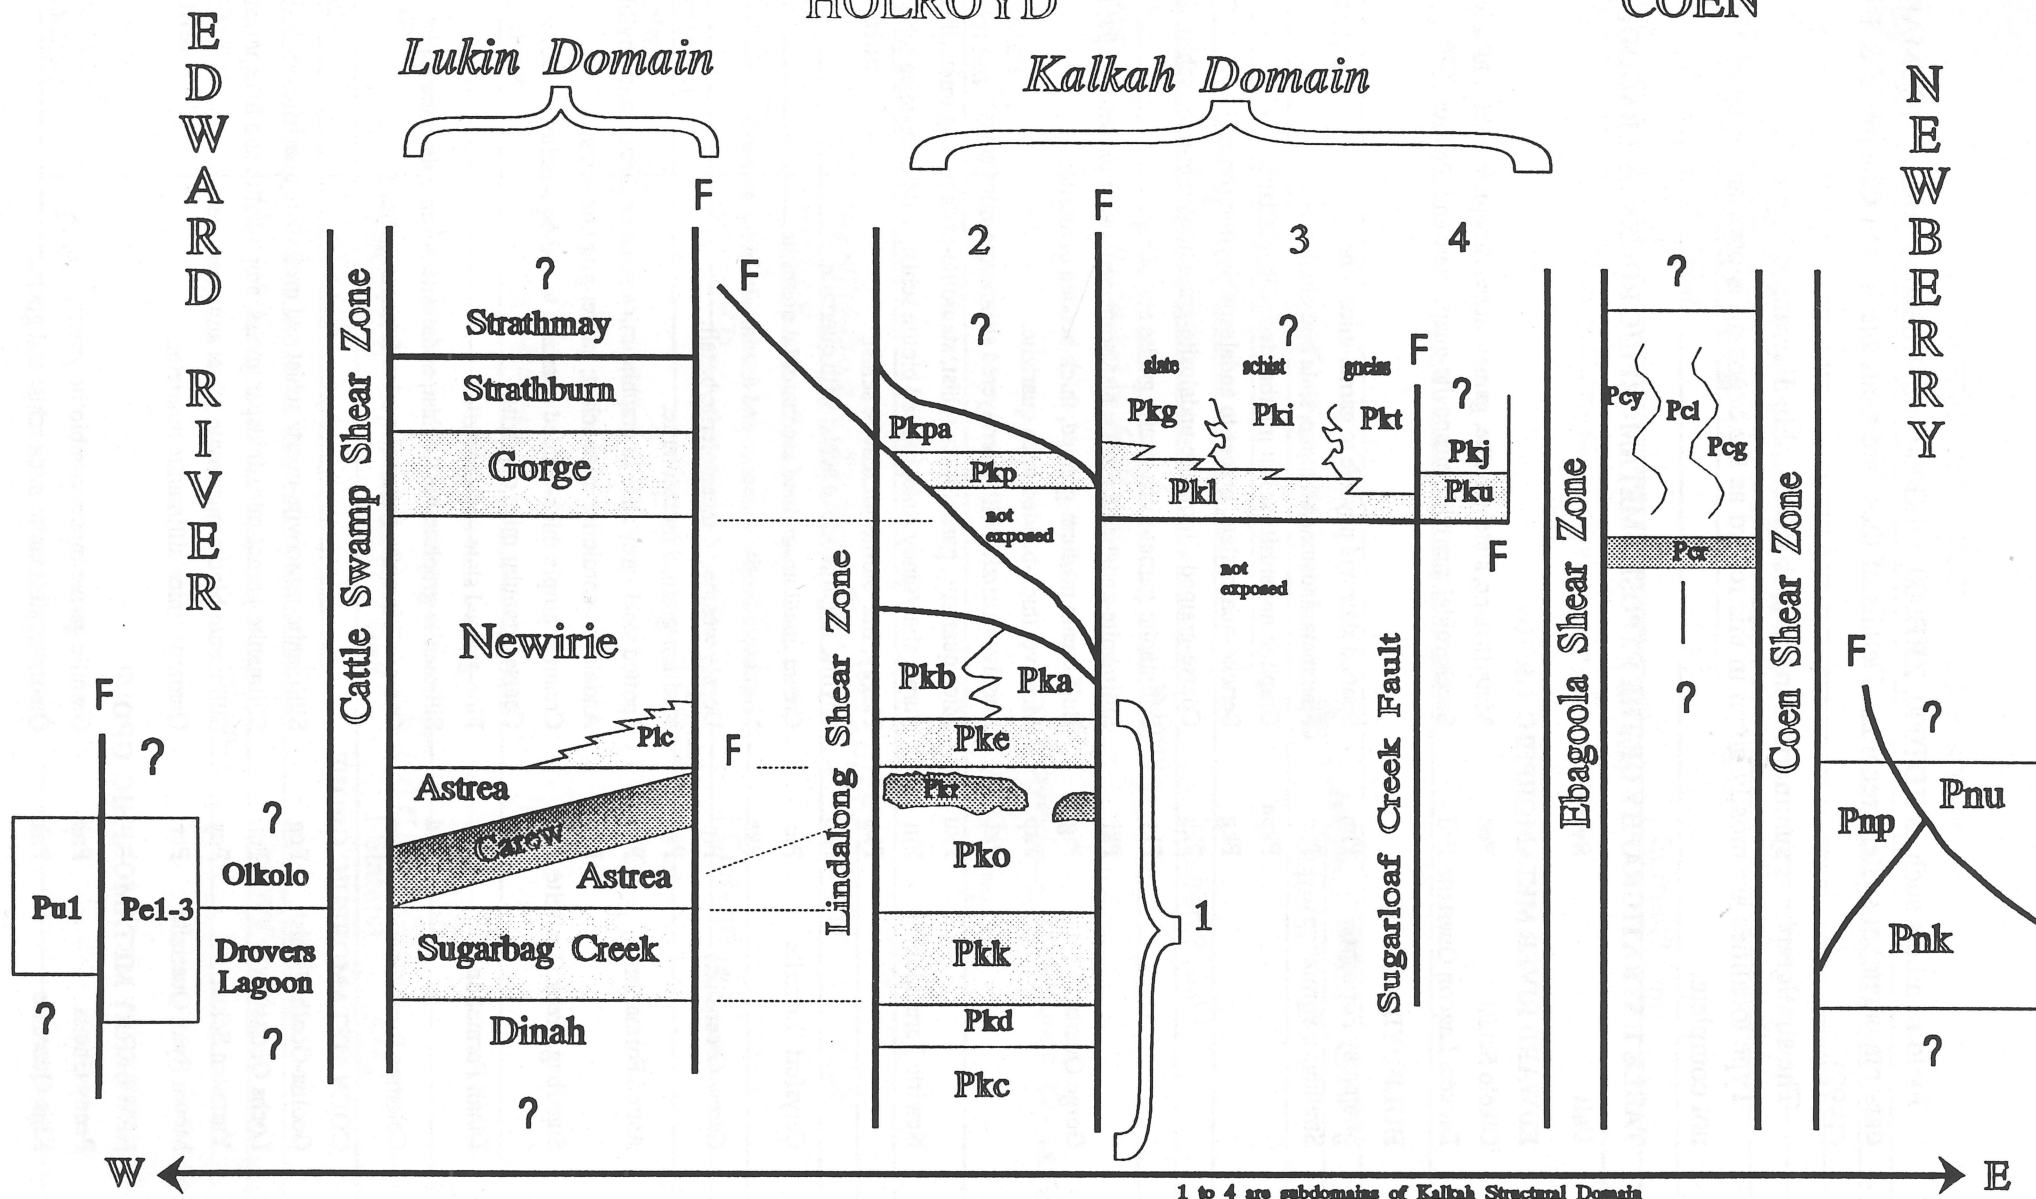 HOLROYD
COEN
EDWARD RIVER
Lukin Domain
Kalkah Domain
NEWBERRY
F
F
F
F
F
F
F
F
2
3
4
1
Cattle Swamp Shear Zone
?
Strathmay
Strathburn
Gorge
Newirie
Plc
Astrea
Carew
Astrea
Sugarbag Creek
Dinah
?
?
Pu1
Pe1-3
?
?
Olkolo
Drovers
Lagoon
?
Lindalong Shear Zone
?
Pkpa
Pkp
not
exposed
Pkb
Pka
Pke
Pkr
Pko
Pkk
Pkd
Pkc
?
slate
schist
gneiss
Pkg
Pki
Pkt
Pkl
not
exposed
?
Pkj
Pku
Sugarloaf Creek Fault
Ebagoola Shear Zone
?
Pcy
Pcl
Pcg
Pcr
?
Coen Shear Zone
?
Pnp
Pnu
Pnk
?
W
E
1 to 4 are subdomains of Kalkah Structural Domain